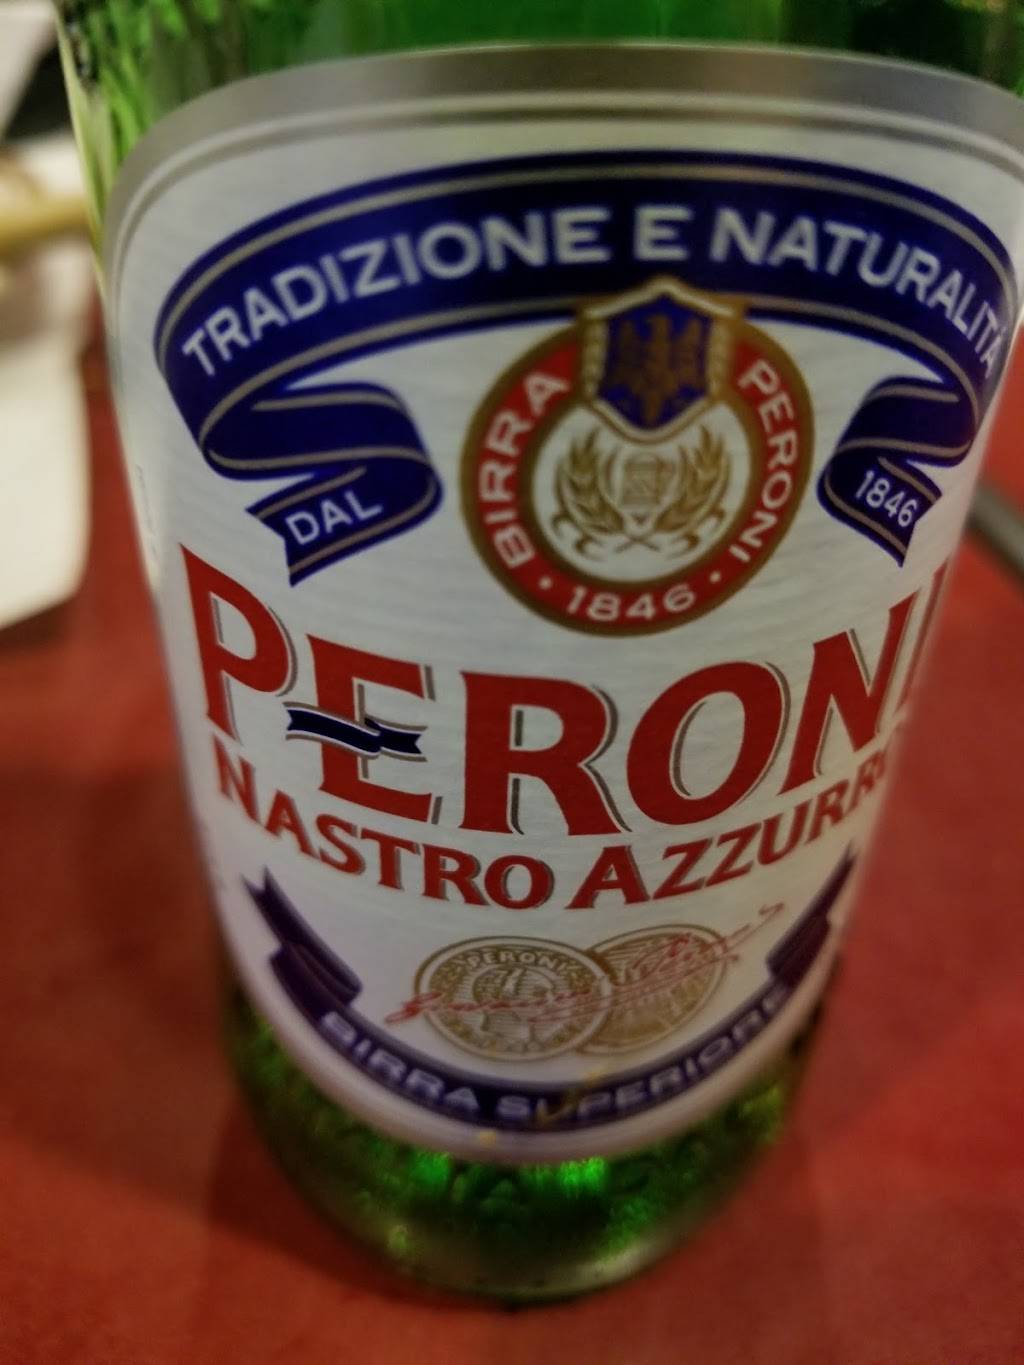 TRADIZIONE E NATURALITÀ
DAL 1846
BIRRA PERONI
· 1846 ·
PERONI
NASTRO AZZURRO
PERONI
BIRRA SUPERIORE